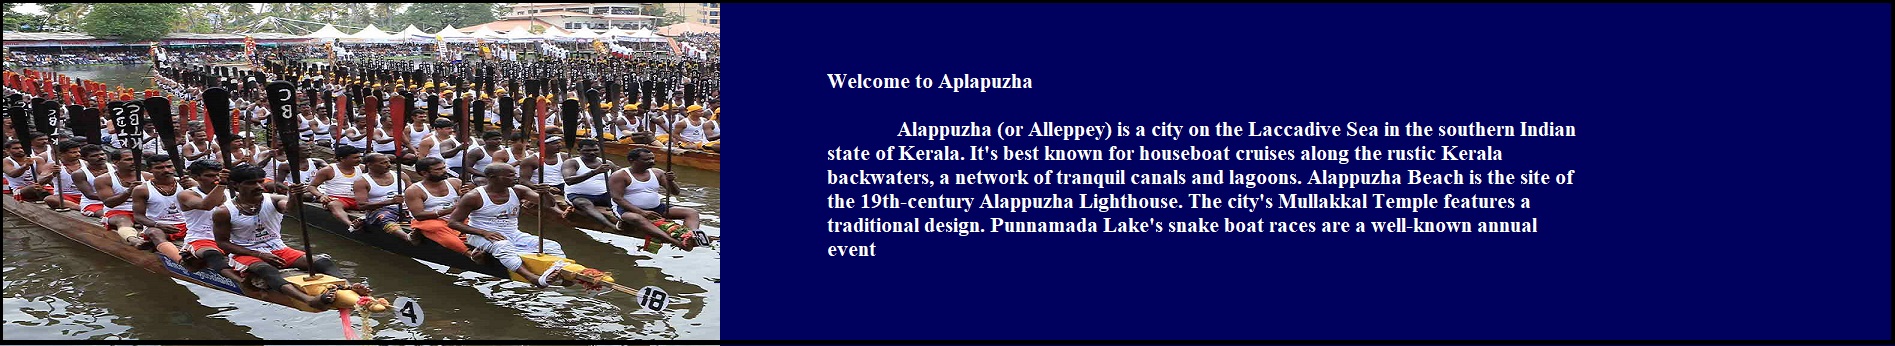 Welcome to Aplapuzha
Alappuzha (or Alleppey) is a city on the Laccadive Sea in the southern Indian
state of Kerala. It's best known for houseboat cruises along the rustic Kerala
backwaters, a network of tranquil canals and lagoons. Alappuzha Beach is the site of
the 19th-century Alappuzha Lighthouse. The city's Mullakkal Temple features a
traditional design. Punnamada Lake's snake boat races are a well-known annual
event
CB
4
18